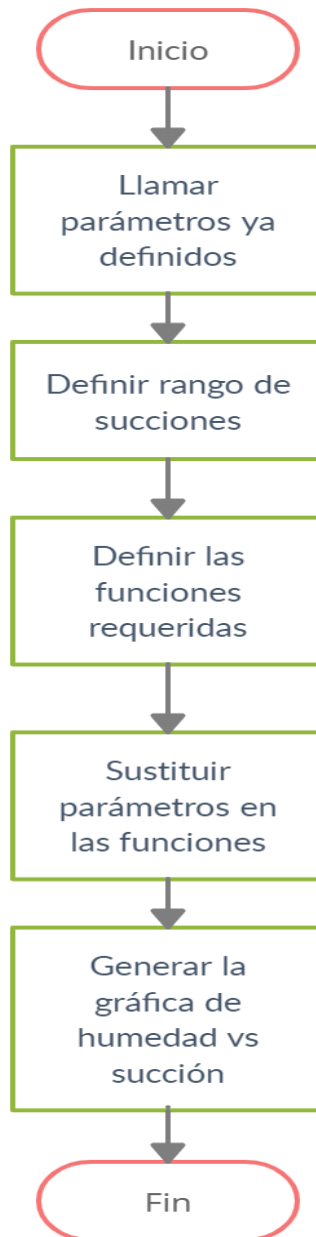 Inicio
Llamar
parámetros ya
definidos
Definir rango de
succiones
Definir las
funciones
requeridas
Sustituir
parámetros en
las funciones
Generar la
gráfica de
humedad vs
succión
Fin